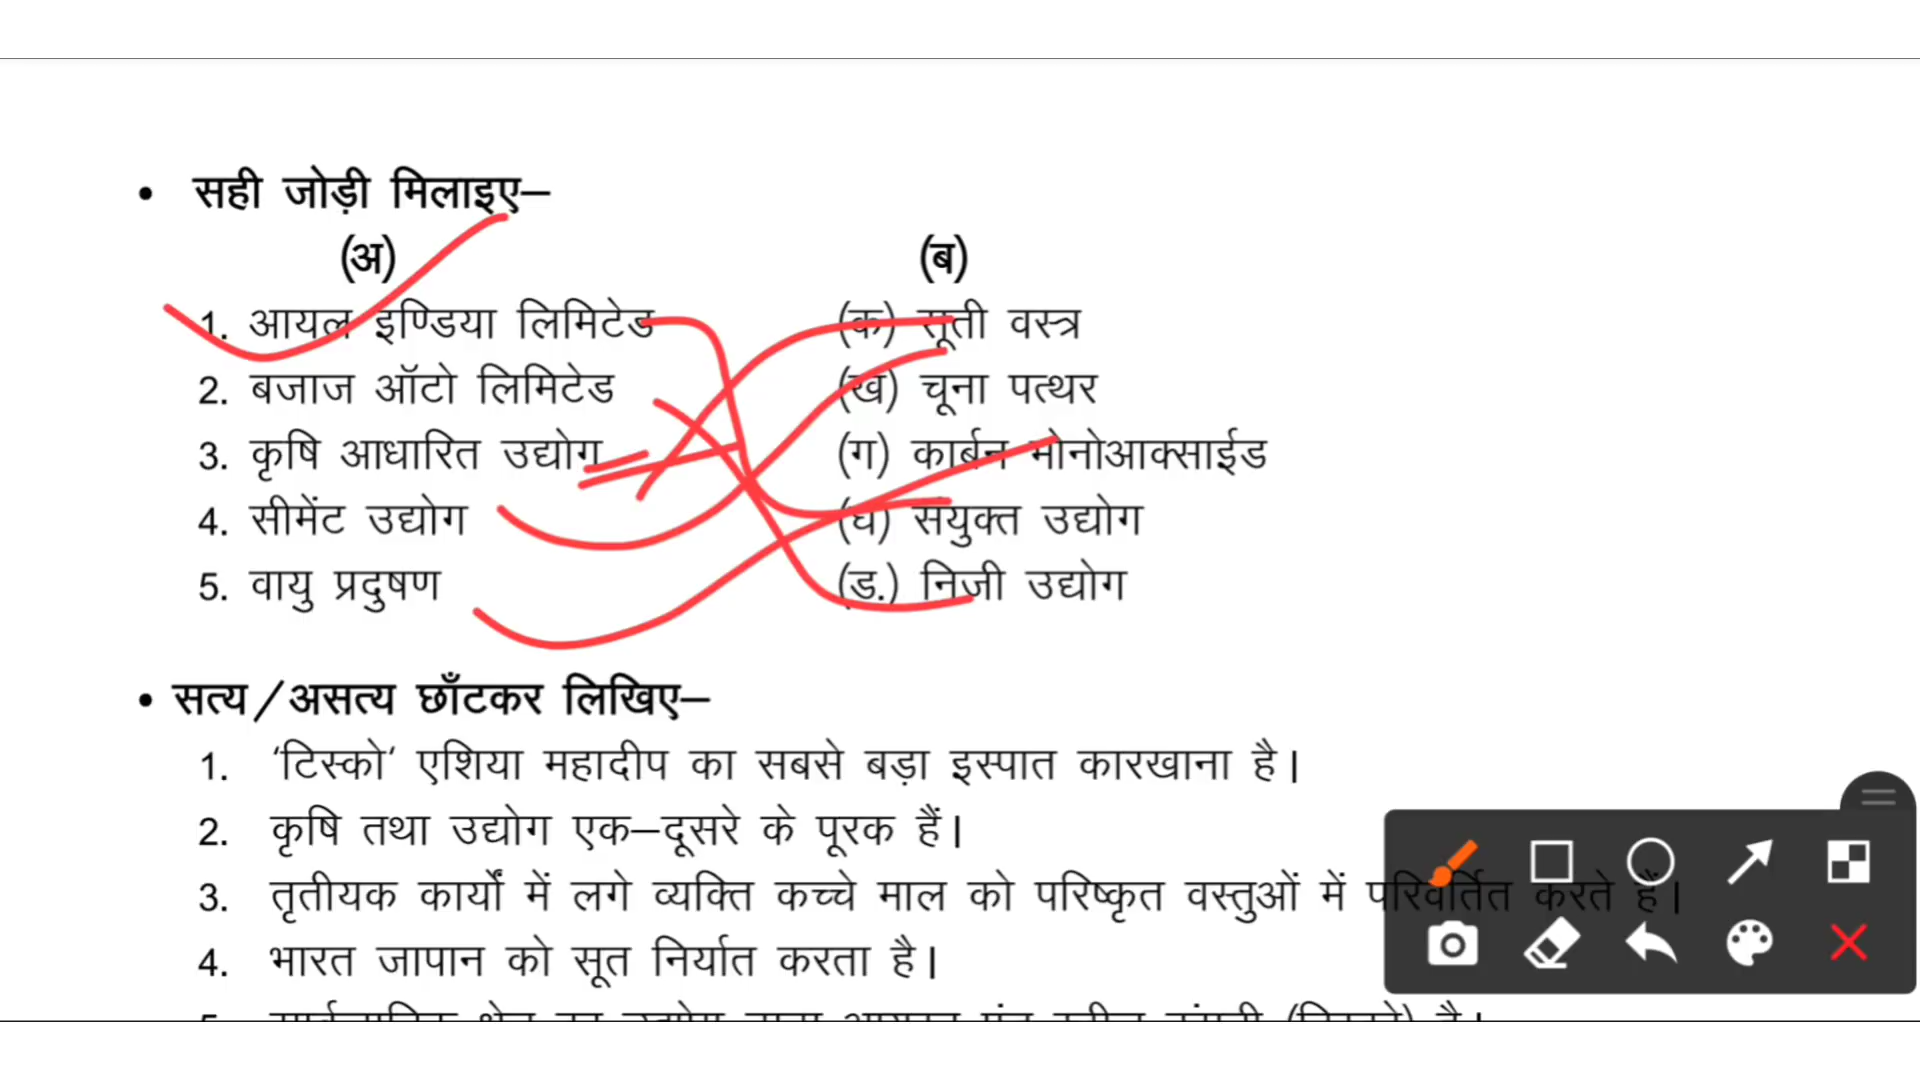 • सही जोड़ी मिलाइए–
(अ) (ब)
1. आयल इण्डिया लिमिटेड (क) सूती वस्त्र
2. बजाज ऑटो लिमिटेड (ख) चूना पत्थर
3. कृषि आधारित उद्योग (ग) कार्बन मोनोआक्साईड
4. सीमेंट उद्योग (घ) संयुक्त उद्योग
5. वायु प्रदुषण (ड.) निजी उद्योग
• सत्य/असत्य छाँटकर लिखिए–
1. ‘टिस्को’ एशिया महादीप का सबसे बड़ा इस्पात कारखाना है।
2. कृषि तथा उद्योग एक–दूसरे के पूरक हैं।
3. तृतीयक कार्यों में लगे व्यक्ति कच्चे माल को परिष्कृत वस्तुओं में परिवर्तित करते हैं।
4. भारत जापान को सूत निर्यात करता है।